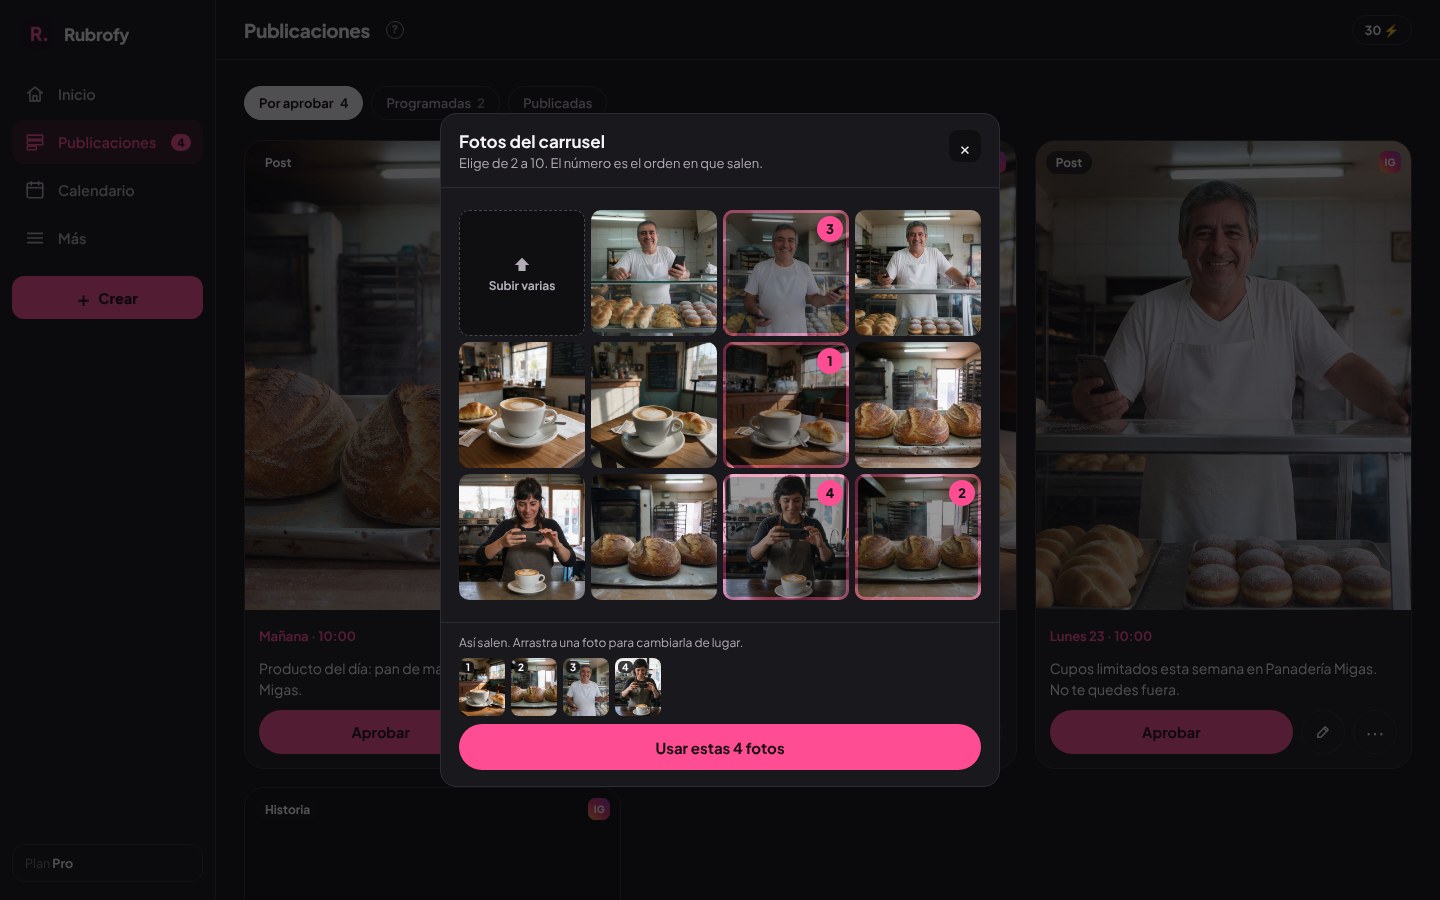 R. Rubrofy
Publicaciones ?
30
Inicio
Publicaciones 4
Calendario
Más
+ Crear
Plan Pro
Por aprobar 4
Programadas 2
Publicadas
Post
Mañana · 10:00
Producto del día: pan de ma
Migas.
Aprobar
Post
IG
Lunes 23 · 10:00
Cupos limitados esta semana en Panadería Migas.
No te quedes fuera.
Aprobar
Historia
IG
Fotos del carrusel
Elige de 2 a 10. El número es el orden en que salen.
Subir varias
3
1
4
2
Así salen. Arrastra una foto para cambiarla de lugar.
1
2
3
4
Usar estas 4 fotos